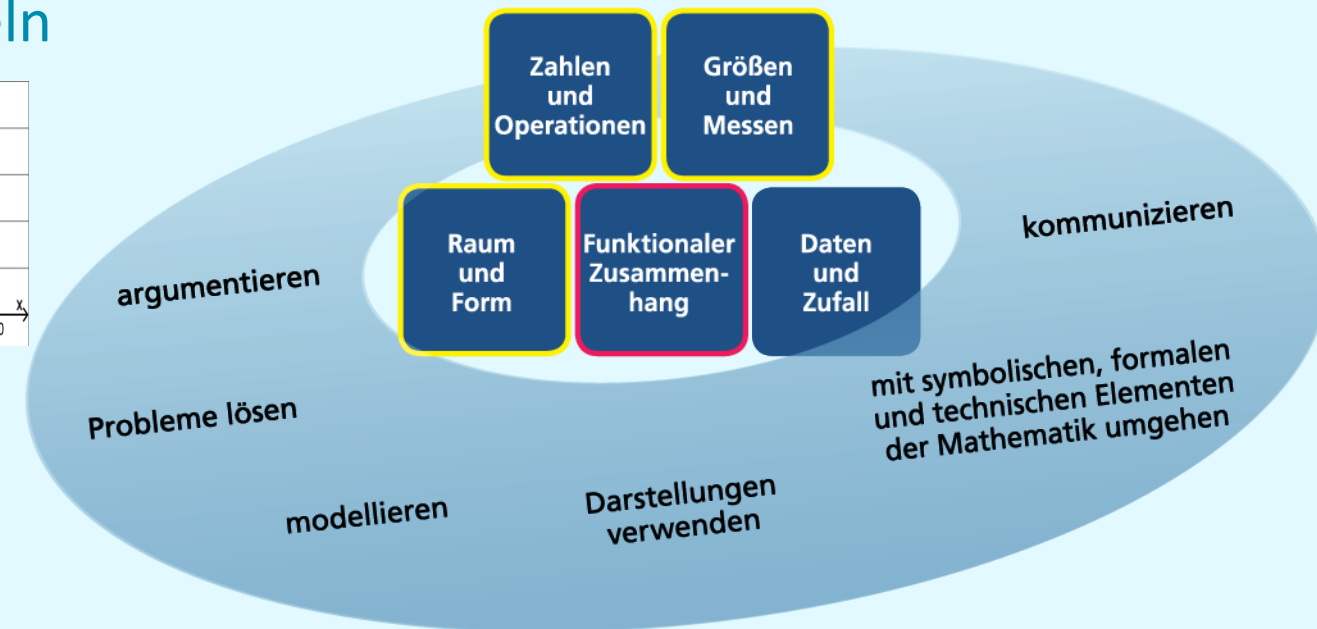 Zahlen
und
Operationen
Größen
und
Messen
Raum
und
Form
Funktionaler
Zusammen-
hang
Daten
und
Zufall
argumentieren
kommunizieren
Probleme lösen
mit symbolischen, formalen
und technischen Elementen
der Mathematik umgehen
modellieren
Darstellungen
verwenden
x